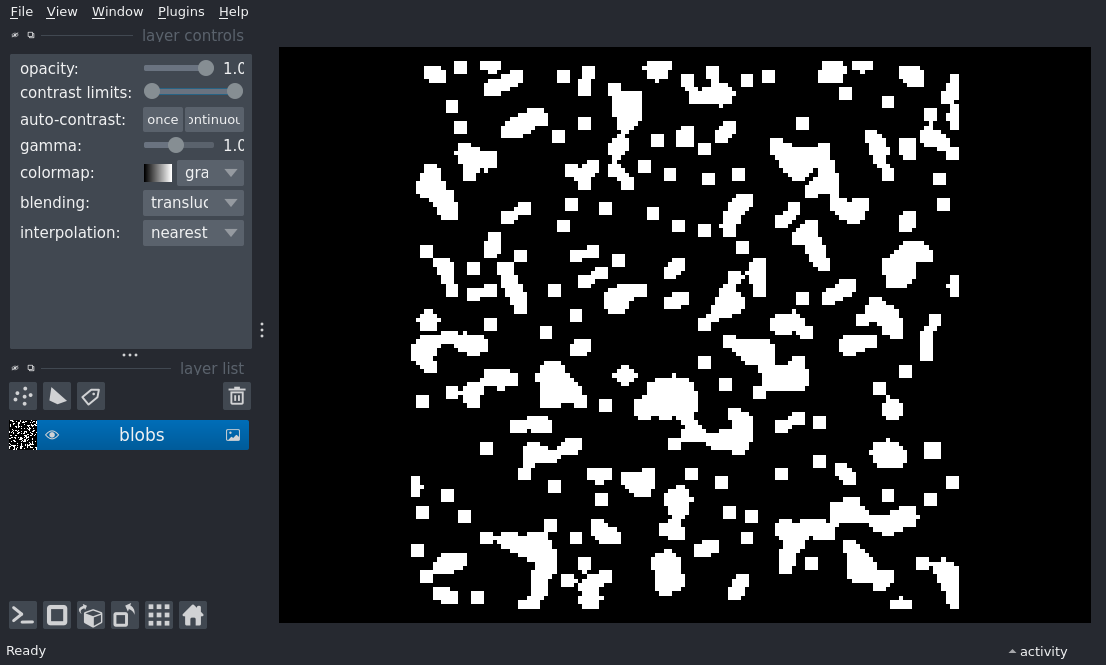 File View Window Plugins Help
layer controls
opacity: 1.0
contrast limits:
auto-contrast: once ontinuou
gamma: 1.0
colormap: gra
blending: transluc
interpolation: nearest
layer list
blobs
Ready
activity